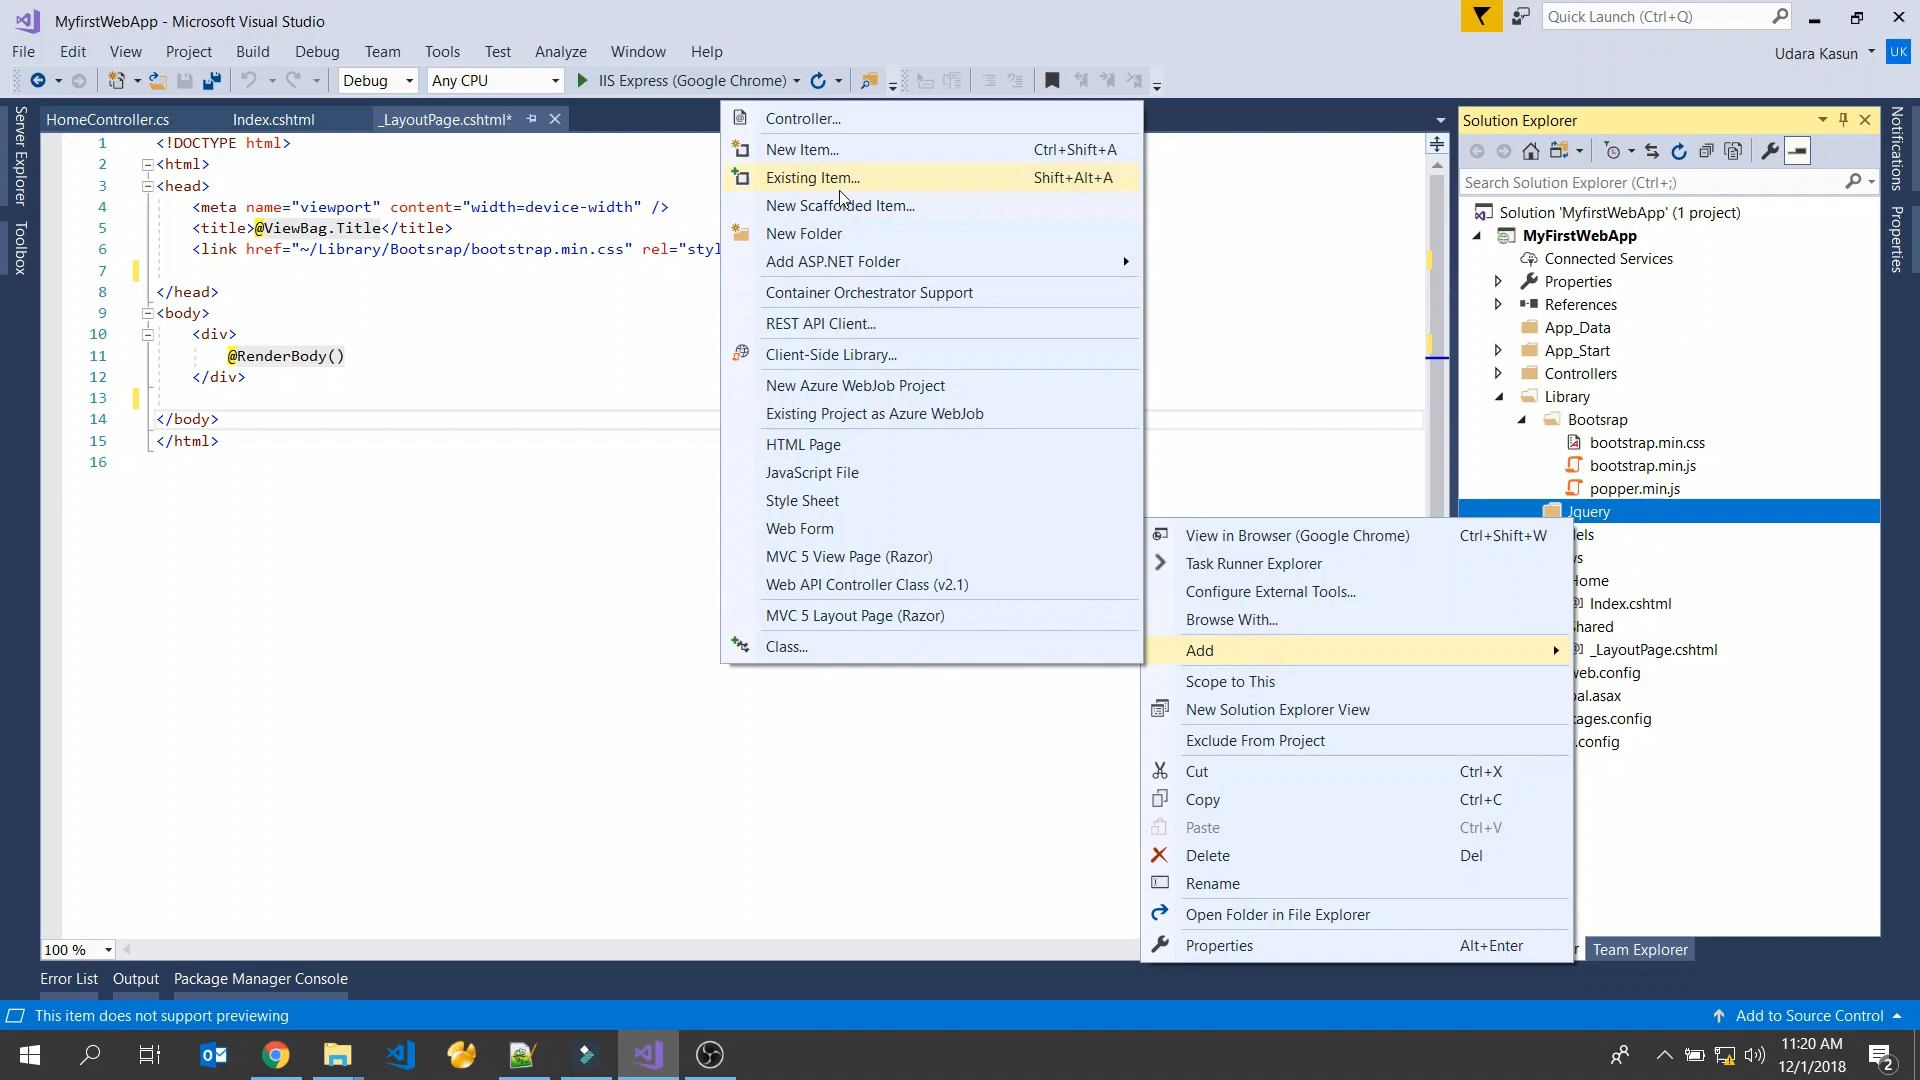 MyfirstWebApp - Microsoft Visual Studio
Quick Launch (Ctrl+Q)
File Edit View Project Build Debug Team Tools Test Analyze Window Help
Udara Kasun
UK
Debug
Any CPU
IIS Express (Google Chrome)
Server Explorer
Toolbox
HomeController.cs
Index.cshtml
_LayoutPage.cshtml*
1 <!DOCTYPE html>
2 <html>
3 <head>
4 <meta name="viewport" content="width=device-width" />
5 <title>@ViewBag.Title</title>
6 <link href="~/Library/Bootsrap/bootstrap.min.css" rel="styl
7
8 </head>
9 <body>
10 <div>
11 @RenderBody()
12 </div>
13
14 </body>
15 </html>
16
100 %
Controller...
New Item... Ctrl+Shift+A
Existing Item... Shift+Alt+A
New Scaffolded Item...
New Folder
Add ASP.NET Folder
Container Orchestrator Support
REST API Client...
Client-Side Library...
New Azure WebJob Project
Existing Project as Azure WebJob
HTML Page
JavaScript File
Style Sheet
Web Form
MVC 5 View Page (Razor)
Web API Controller Class (v2.1)
MVC 5 Layout Page (Razor)
Class...
View in Browser (Google Chrome) Ctrl+Shift+W
Task Runner Explorer
Configure External Tools...
Browse With...
Add
Scope to This
New Solution Explorer View
Exclude From Project
Cut Ctrl+X
Copy Ctrl+C
Paste Ctrl+V
Delete Del
Rename
Open Folder in File Explorer
Properties Alt+Enter
Solution Explorer
Search Solution Explorer (Ctrl+;)
Solution 'MyfirstWebApp' (1 project)
MyFirstWebApp
Connected Services
Properties
References
App_Data
App_Start
Controllers
Library
Bootsrap
bootstrap.min.css
bootstrap.min.js
popper.min.js
Jquery
els
s
Home
Index.cshtml
hared
_LayoutPage.cshtml
eb.config
al.asax
ages.config
.config
Team Explorer
Notifications
Properties
Error List
Output
Package Manager Console
This item does not support previewing
Add to Source Control
11:20 AM
12/1/2018
2